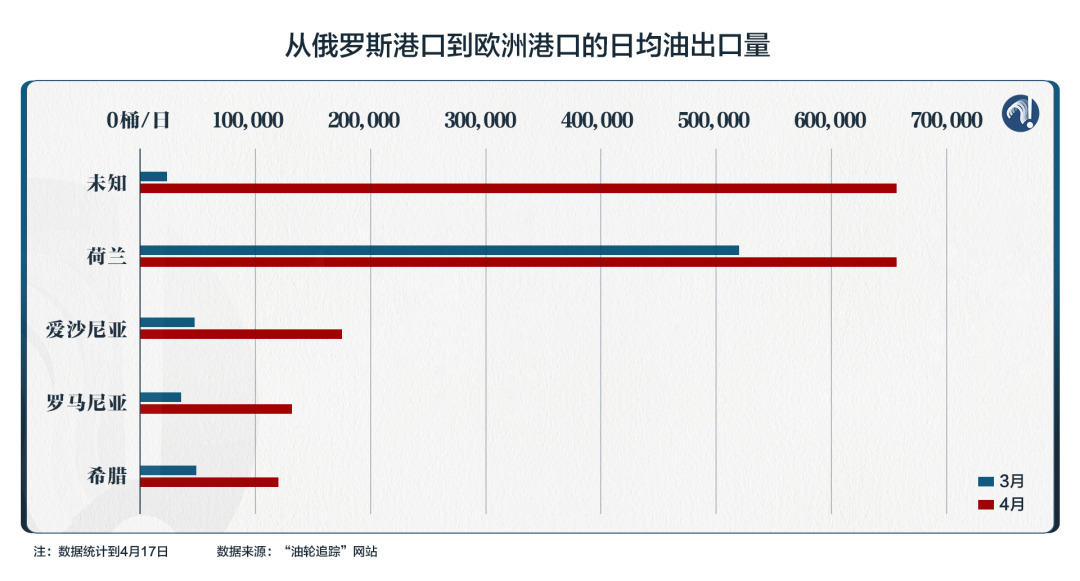 从俄罗斯港口到欧洲港口的日均油出口量
0桶/日 100,000 200,000 300,000 400,000 500,000 600,000 700,000
未知
荷兰
爱沙尼亚
罗马尼亚
希腊
3月
4月
注：数据统计到4月17日 数据来源：“油轮追踪”网站